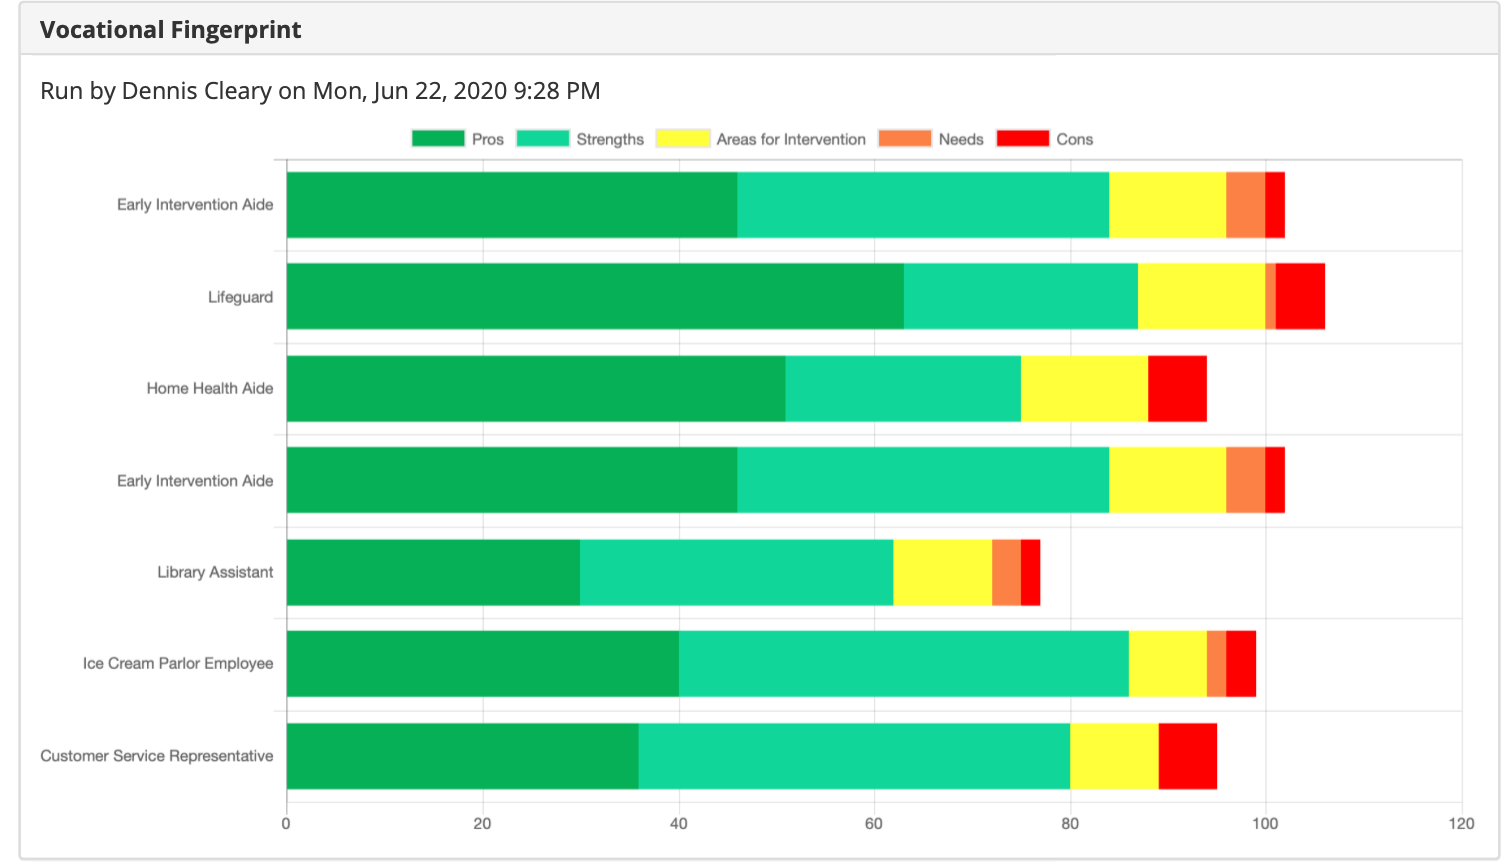 Vocational Fingerprint
Run by Dennis Cleary on Mon, Jun 22, 2020 9:28 PM
Pros Strengths Areas for Intervention Needs Cons
Early Intervention Aide
Lifeguard
Home Health Aide
Early Intervention Aide
Library Assistant
Ice Cream Parlor Employee
Customer Service Representative
0 20 40 60 80 100 120